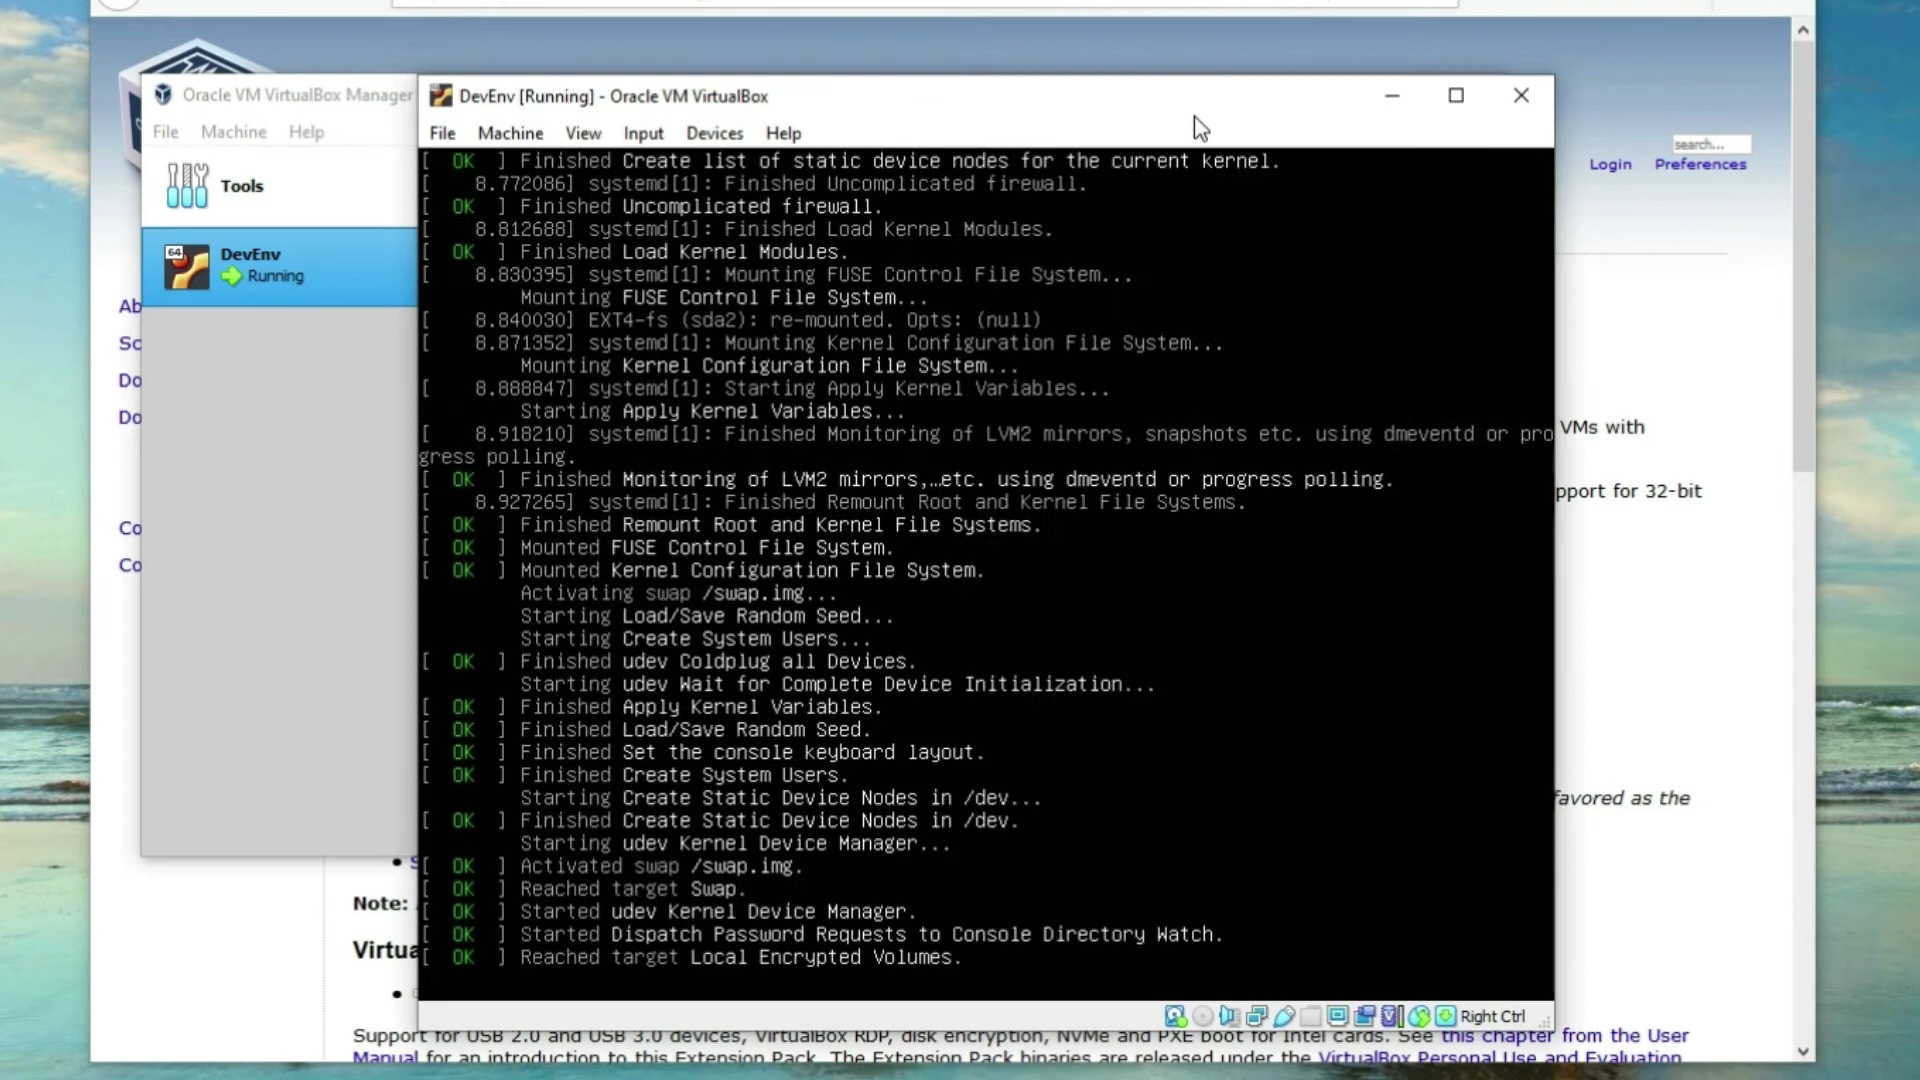 Oracle VM VirtualBox Manager
File Machine Help
Tools
64
DevEnv
Running
DevEnv [Running] - Oracle VM VirtualBox
File Machine View Input Devices Help
[ OK ] Finished Create list of static device nodes for the current kernel.
[ 8.772086] systemd[1]: Finished Uncomplicated firewall.
[ OK ] Finished Uncomplicated firewall.
[ 8.812688] systemd[1]: Finished Load Kernel Modules.
[ OK ] Finished Load Kernel Modules.
[ 8.830395] systemd[1]: Mounting FUSE Control File System...
Mounting FUSE Control File System...
[ 8.840030] EXT4-fs (sda2): re-mounted. Opts: (null)
[ 8.871352] systemd[1]: Mounting Kernel Configuration File System...
Mounting Kernel Configuration File System...
[ 8.888847] systemd[1]: Starting Apply Kernel Variables...
Starting Apply Kernel Variables...
[ 8.918210] systemd[1]: Finished Monitoring of LVM2 mirrors, snapshots etc. using dmeventd or pro
gress polling.
[ OK ] Finished Monitoring of LVM2 mirrors,…etc. using dmeventd or progress polling.
[ 8.927265] systemd[1]: Finished Remount Root and Kernel File Systems.
[ OK ] Finished Remount Root and Kernel File Systems.
[ OK ] Mounted FUSE Control File System.
[ OK ] Mounted Kernel Configuration File System.
Activating swap /swap.img...
Starting Load/Save Random Seed...
Starting Create System Users...
[ OK ] Finished udev Coldplug all Devices.
Starting udev Wait for Complete Device Initialization...
[ OK ] Finished Apply Kernel Variables.
[ OK ] Finished Load/Save Random Seed.
[ OK ] Finished Set the console keyboard layout.
[ OK ] Finished Create System Users.
Starting Create Static Device Nodes in /dev...
[ OK ] Finished Create Static Device Nodes in /dev.
Starting udev Kernel Device Manager...
[ OK ] Activated swap /swap.img.
[ OK ] Reached target Swap.
[ OK ] Started udev Kernel Device Manager.
[ OK ] Started Dispatch Password Requests to Console Directory Watch.
[ OK ] Reached target Local Encrypted Volumes.
Right Ctrl
search...
Login Preferences
Ab
Sc
Do
Do
Co
Co
VMs with
pport for 32-bit
favored as the
Note:
Virtua
Support for USB 2.0 and USB 3.0 devices, VirtualBox RDP, disk encryption, NVMe and PXE boot for Intel cards. See this chapter from the User
Manual for an introduction to this Extension Pack. The Extension Pack binaries are released under the VirtualBox Personal Use and Evaluation